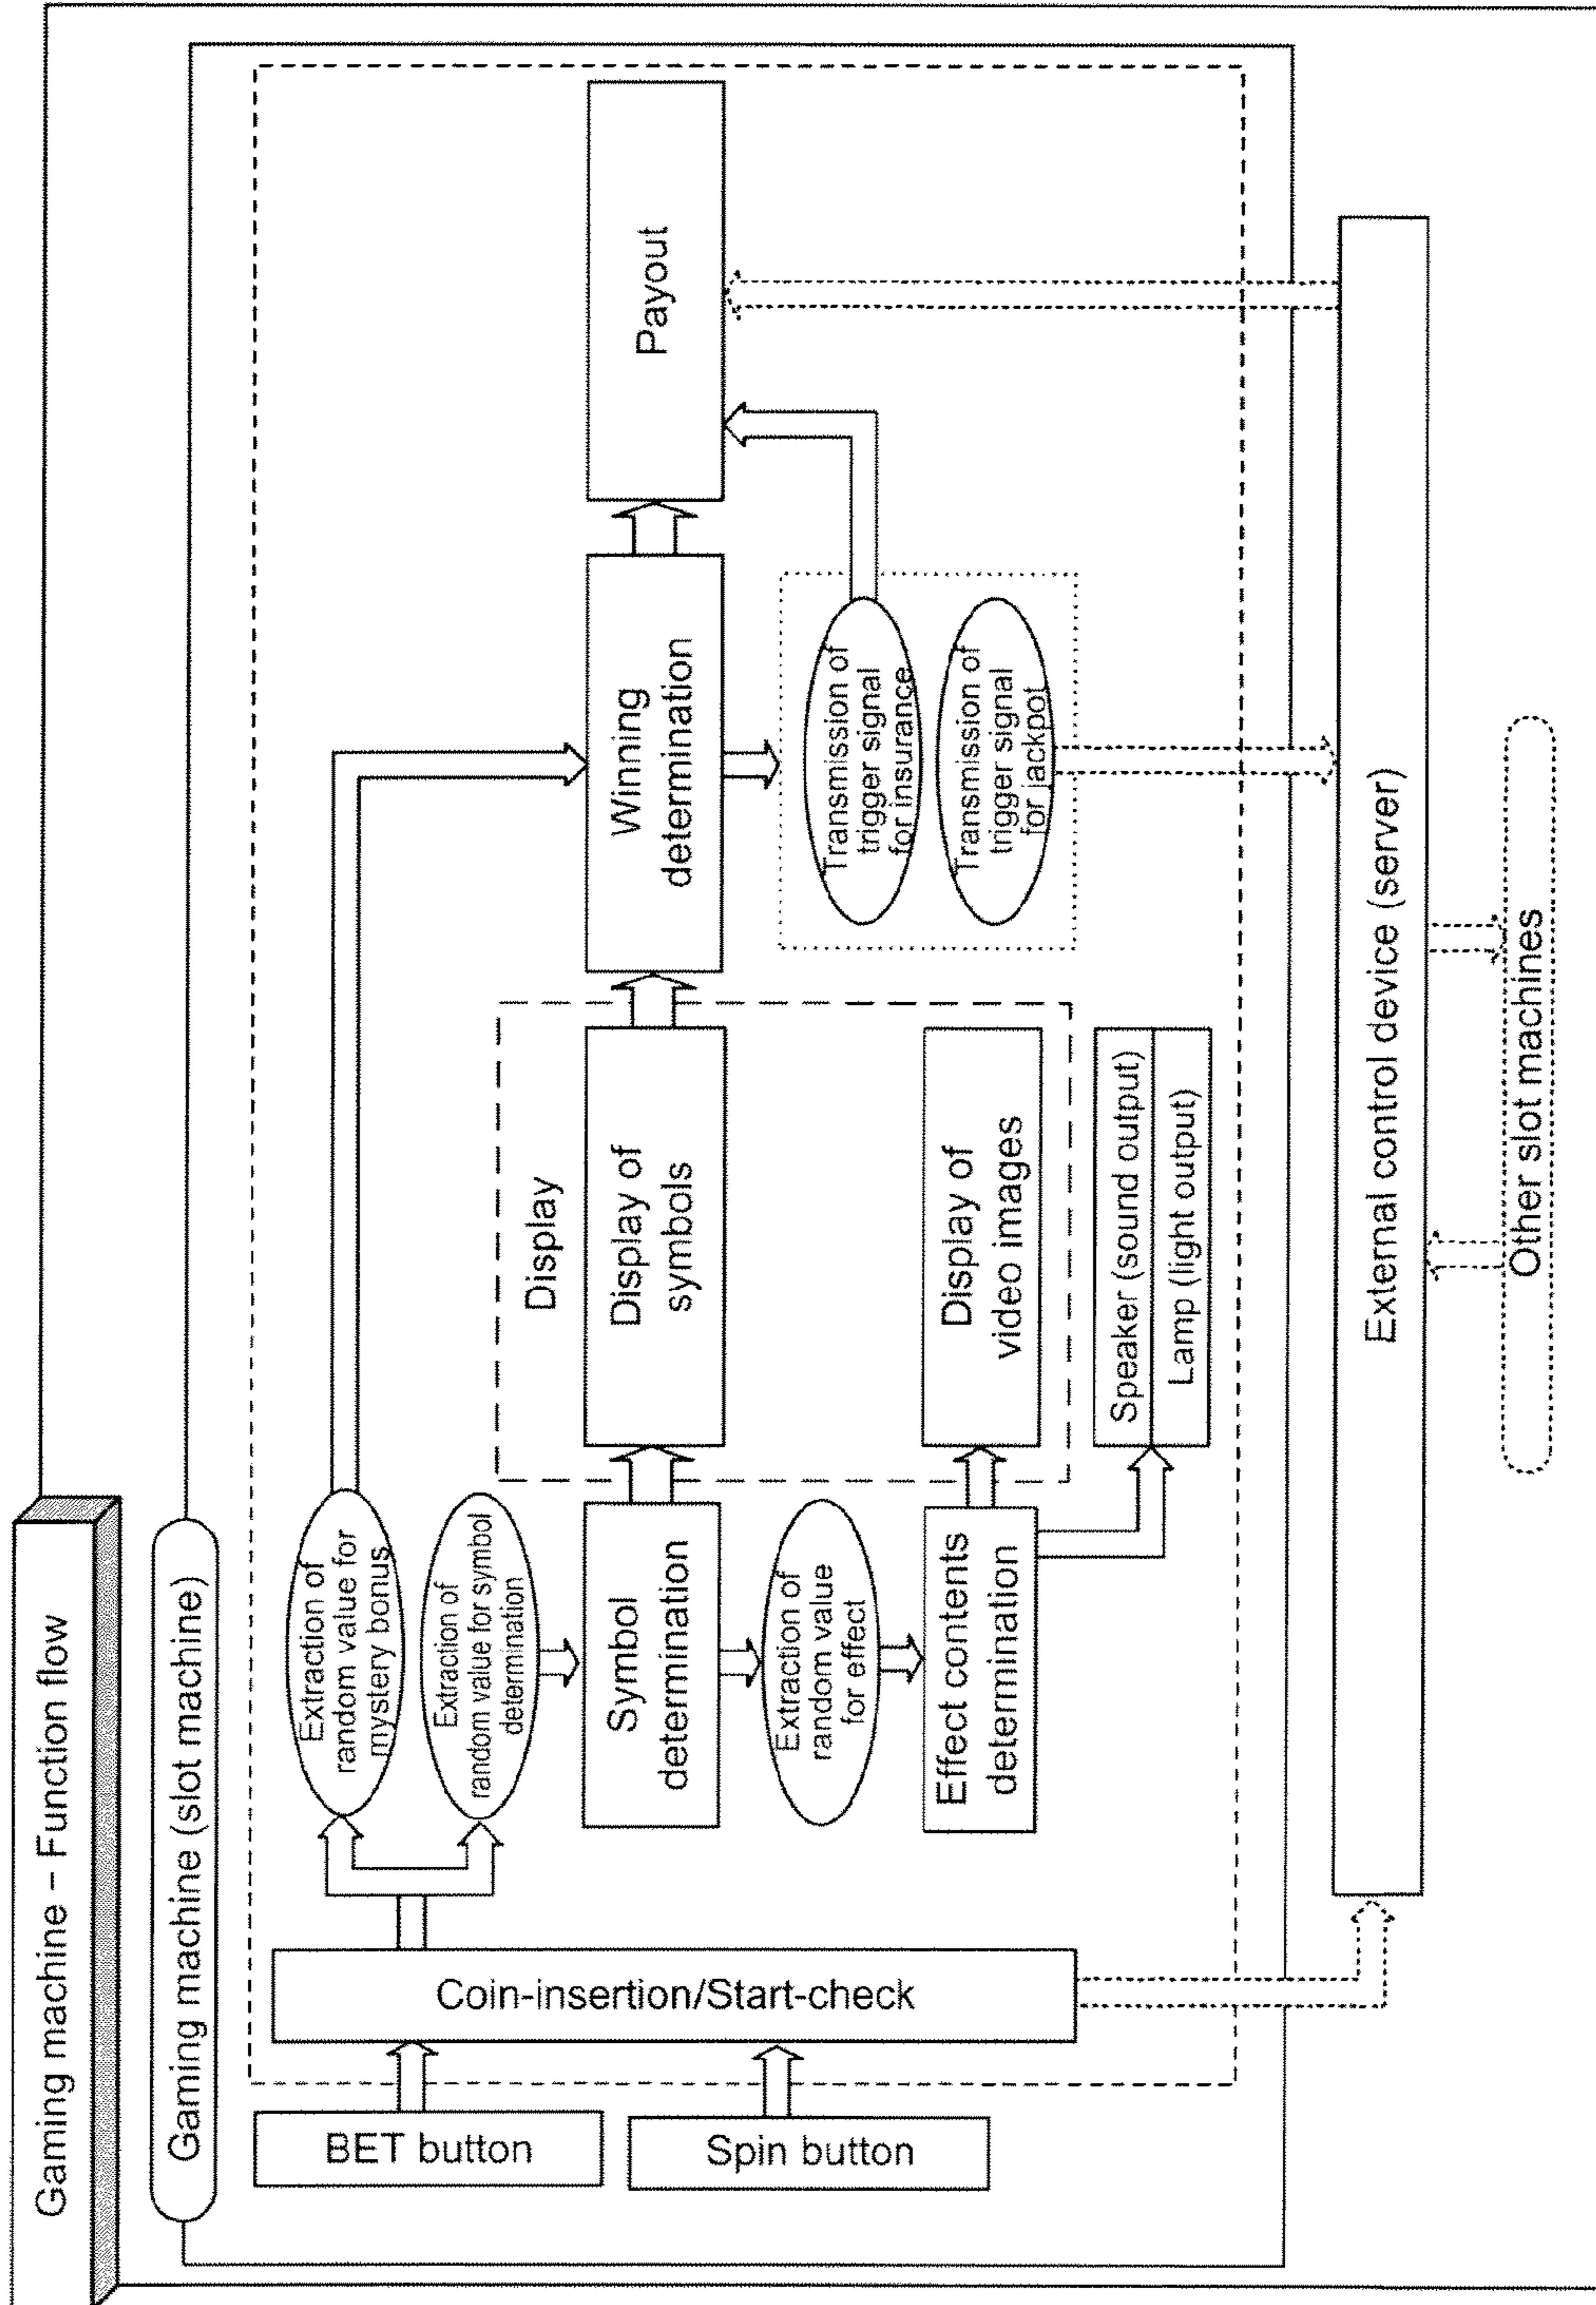 Gaming machine – Function flow
Gaming machine (slot machine)
BET button
Spin button
Coin-insertion/Start-check
Extraction of
random value for
mystery bonus
Extraction of
random value for symbol
determination
Symbol
determination
Extraction of
random value
for effect
Effect contents
determination
Display
Display of
symbols
Display of
video images
Speaker (sound output)
Lamp (light output)
Winning
determination
Transmission of
trigger signal
for insurance
Transmission of
trigger signal
for jackpot
Payout
External control device (server)
Other slot machines